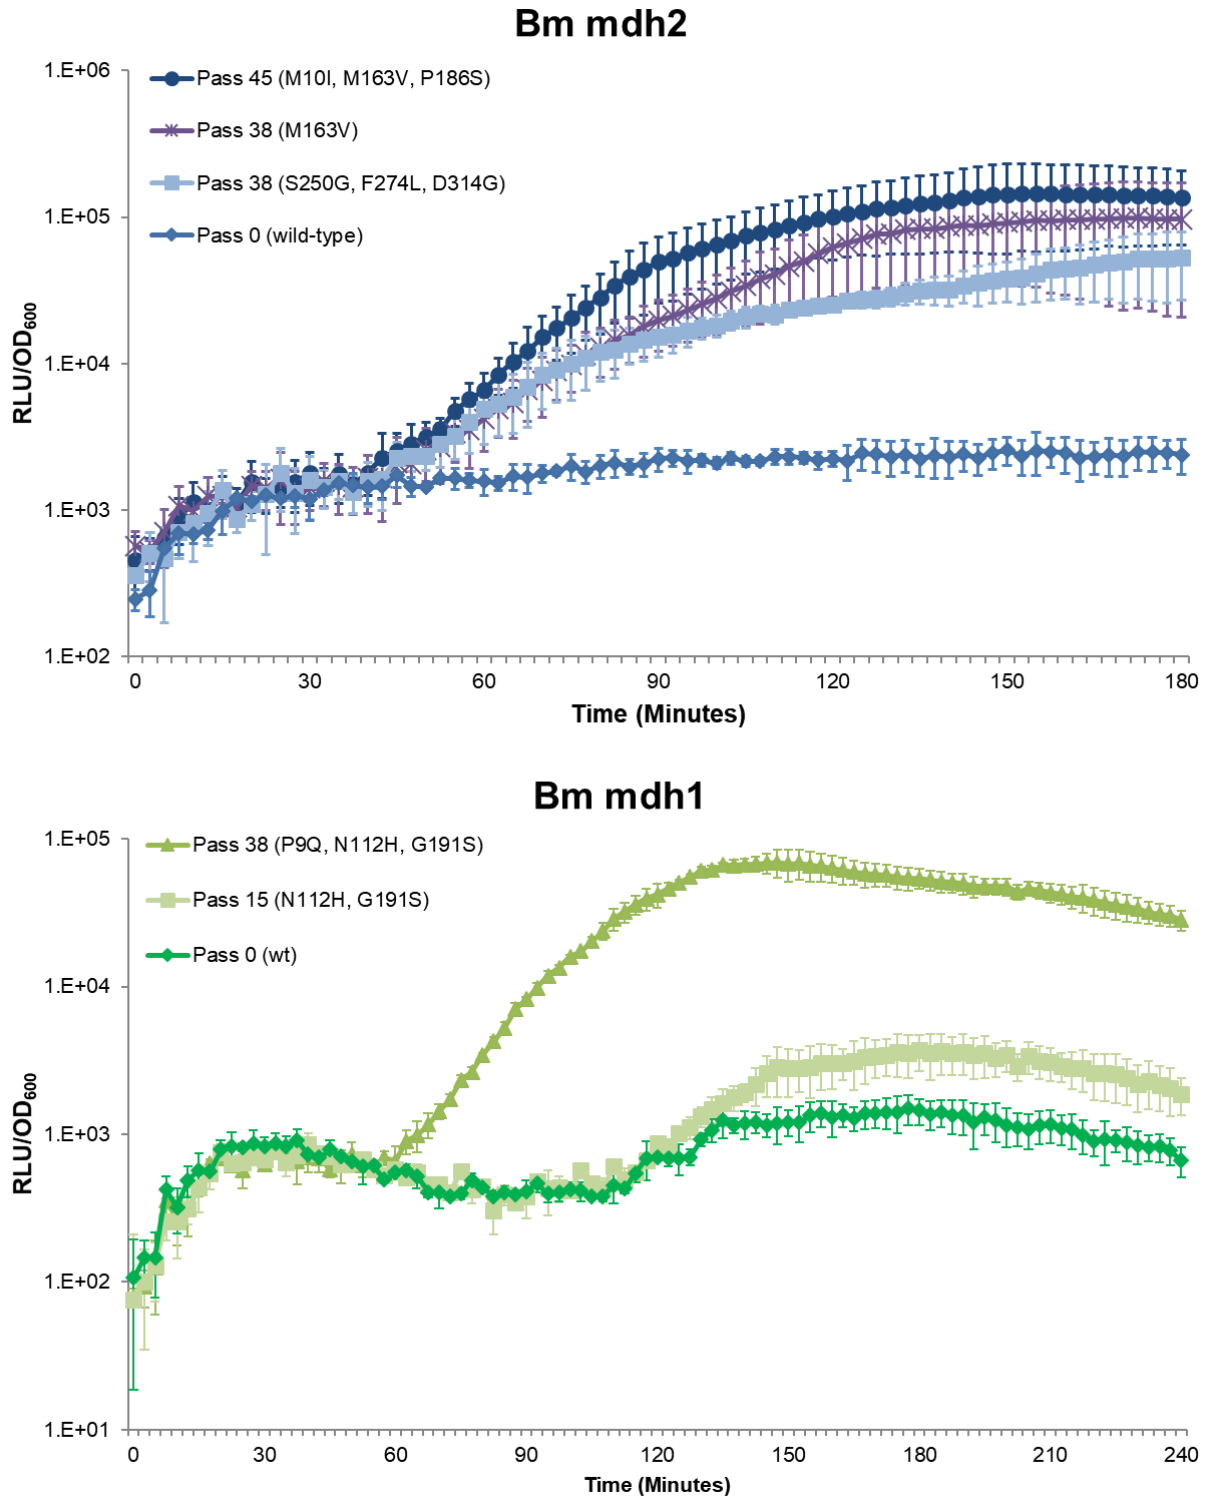 Bm mdh2
1.E+06
Pass 45 (M10I, M163V, P186S)
Pass 38 (M163V)
Pass 38 (S250G, F274L, D314G)
Pass 0 (wild-type)
1.E+05
1.E+04
1.E+03
1.E+02
RLU/OD600
0 30 60 90 120 150 180
Time (Minutes)
Bm mdh1
1.E+05
Pass 38 (P9Q, N112H, G191S)
Pass 15 (N112H, G191S)
Pass 0 (wt)
1.E+04
1.E+03
1.E+02
1.E+01
RLU/OD600
0 30 60 90 120 150 180 210 240
Time (Minutes)